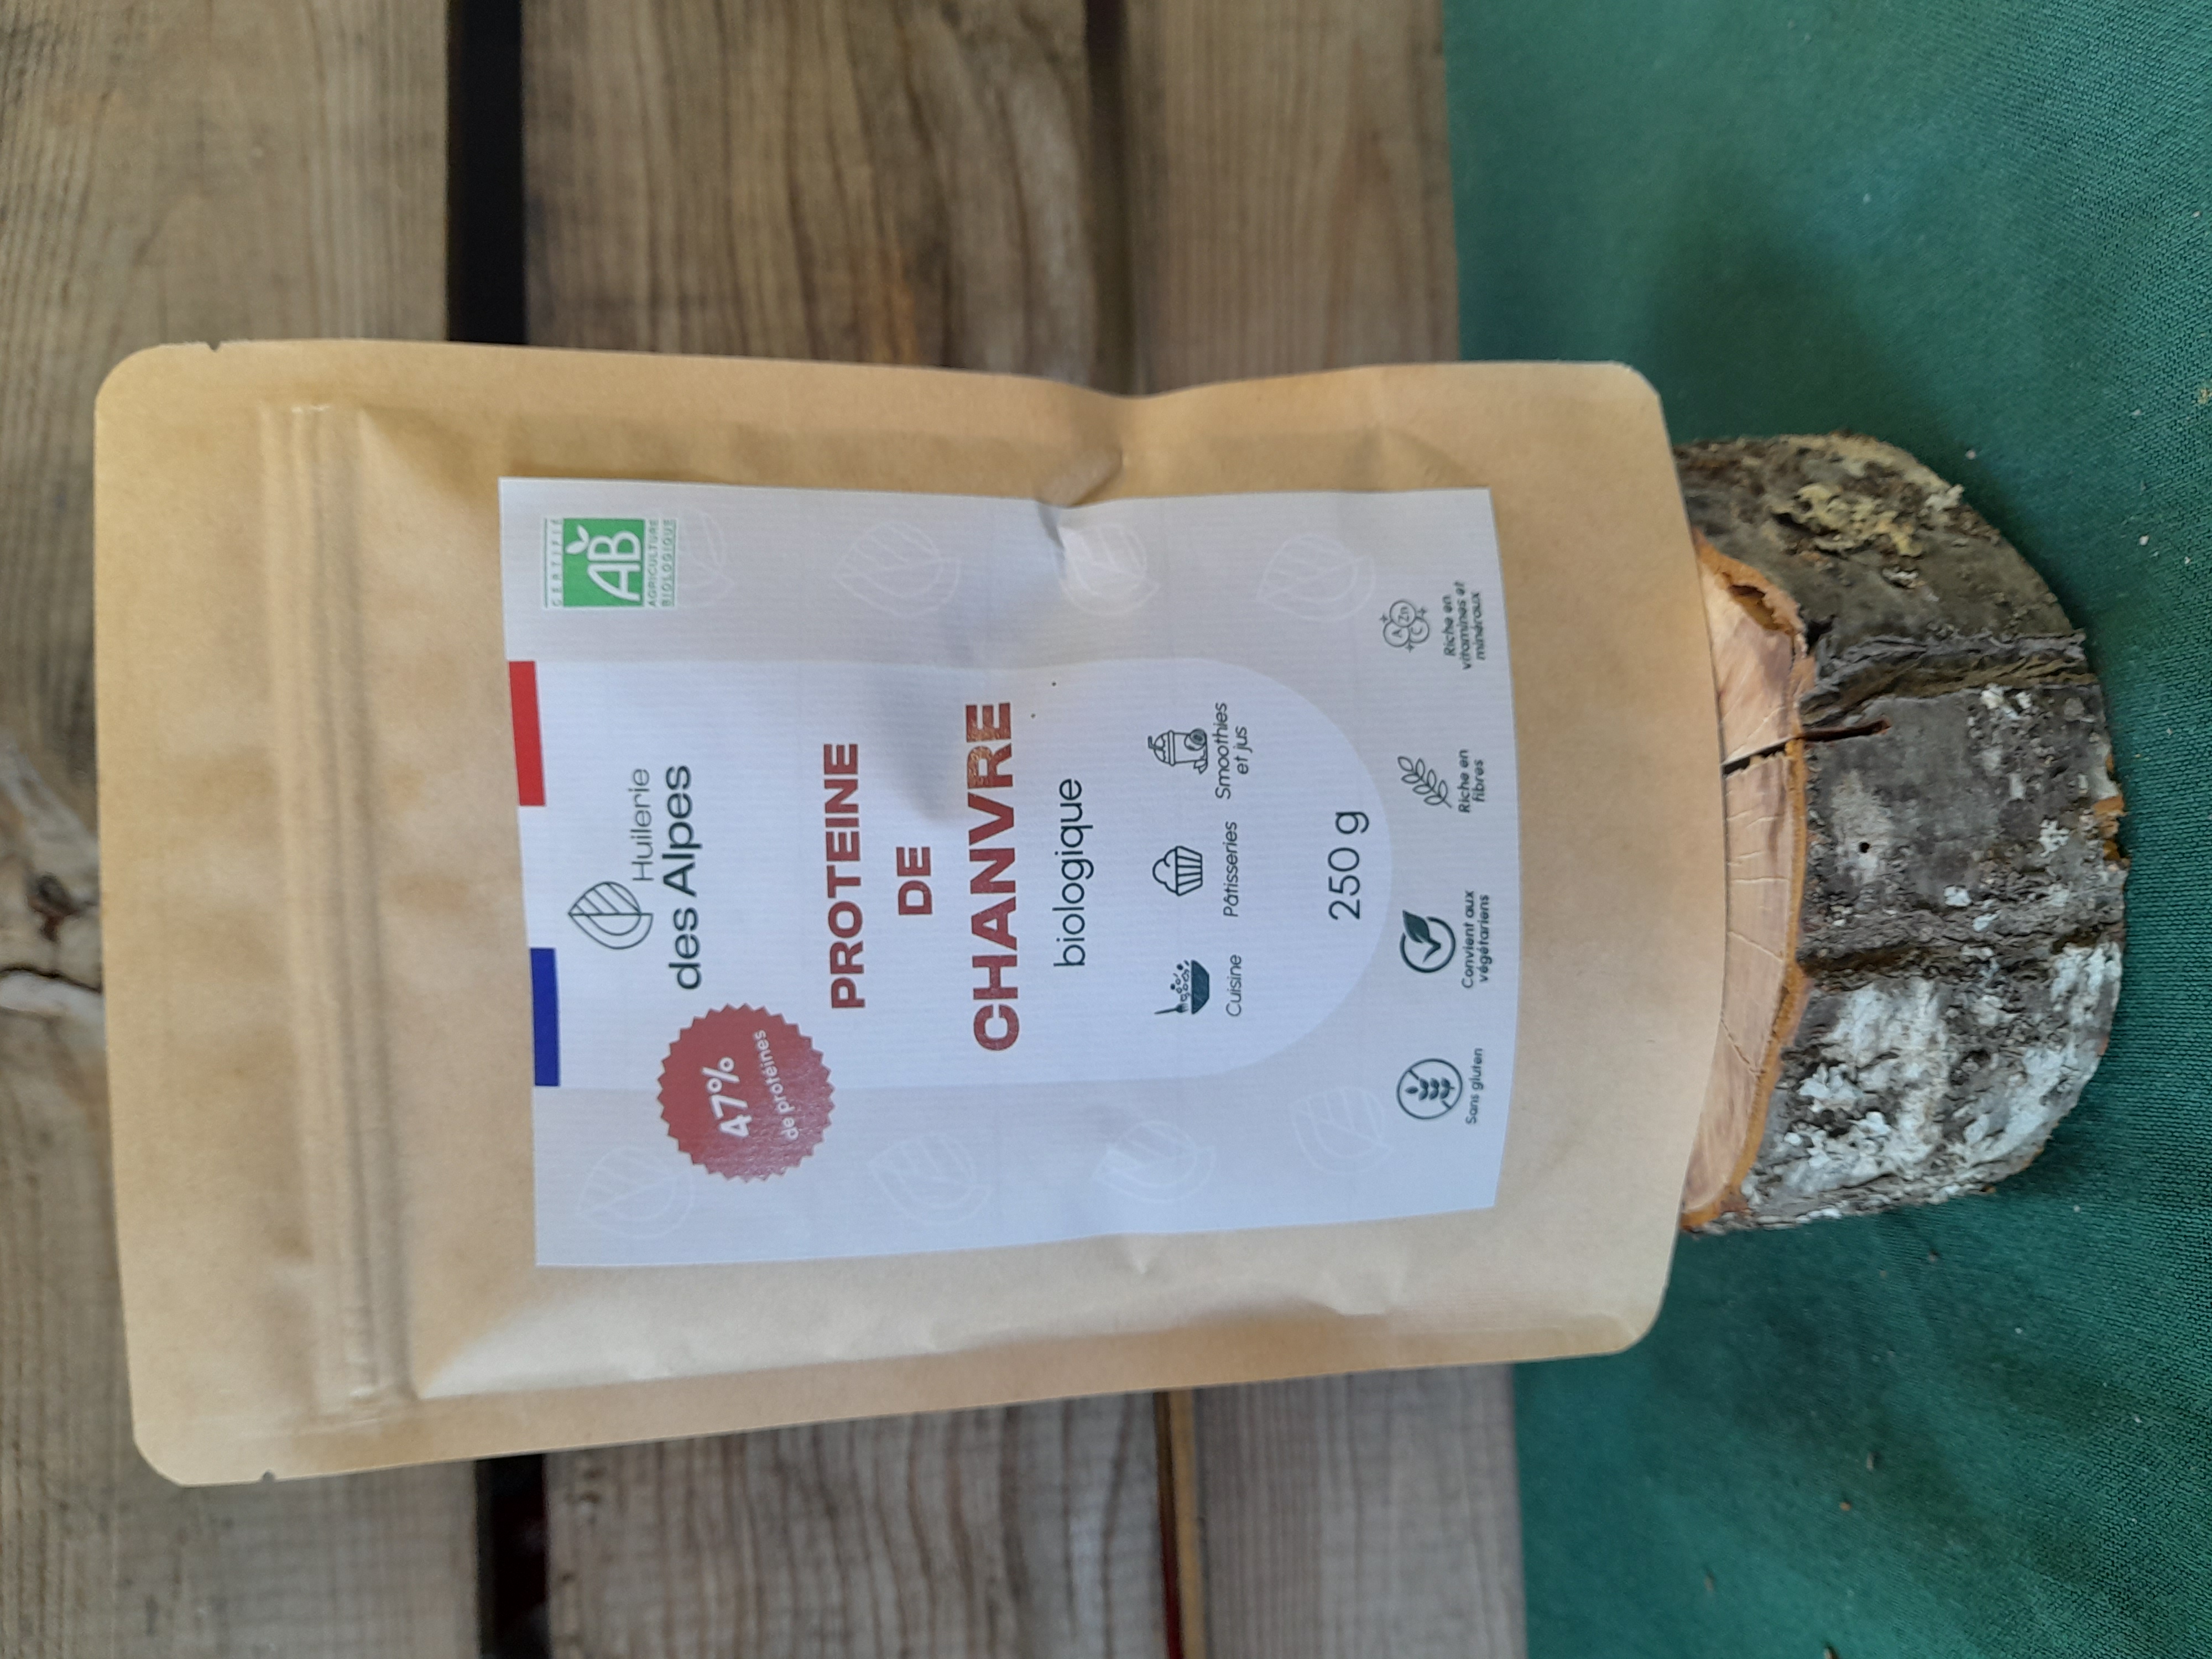 CERTIFIÉ
AB
AGRICULTURE
BIOLOGIQUE
Huilerie
des Alpes
47%
de protéines
PROTEINE
DE
CHANVRE
biologique
Cuisine
Pâtisseries
Smoothies
et jus
250 g
Sans gluten
Convient aux
végétariens
Riche en
fibres
A
Zn
C
Riche en
vitamines et
minéraux